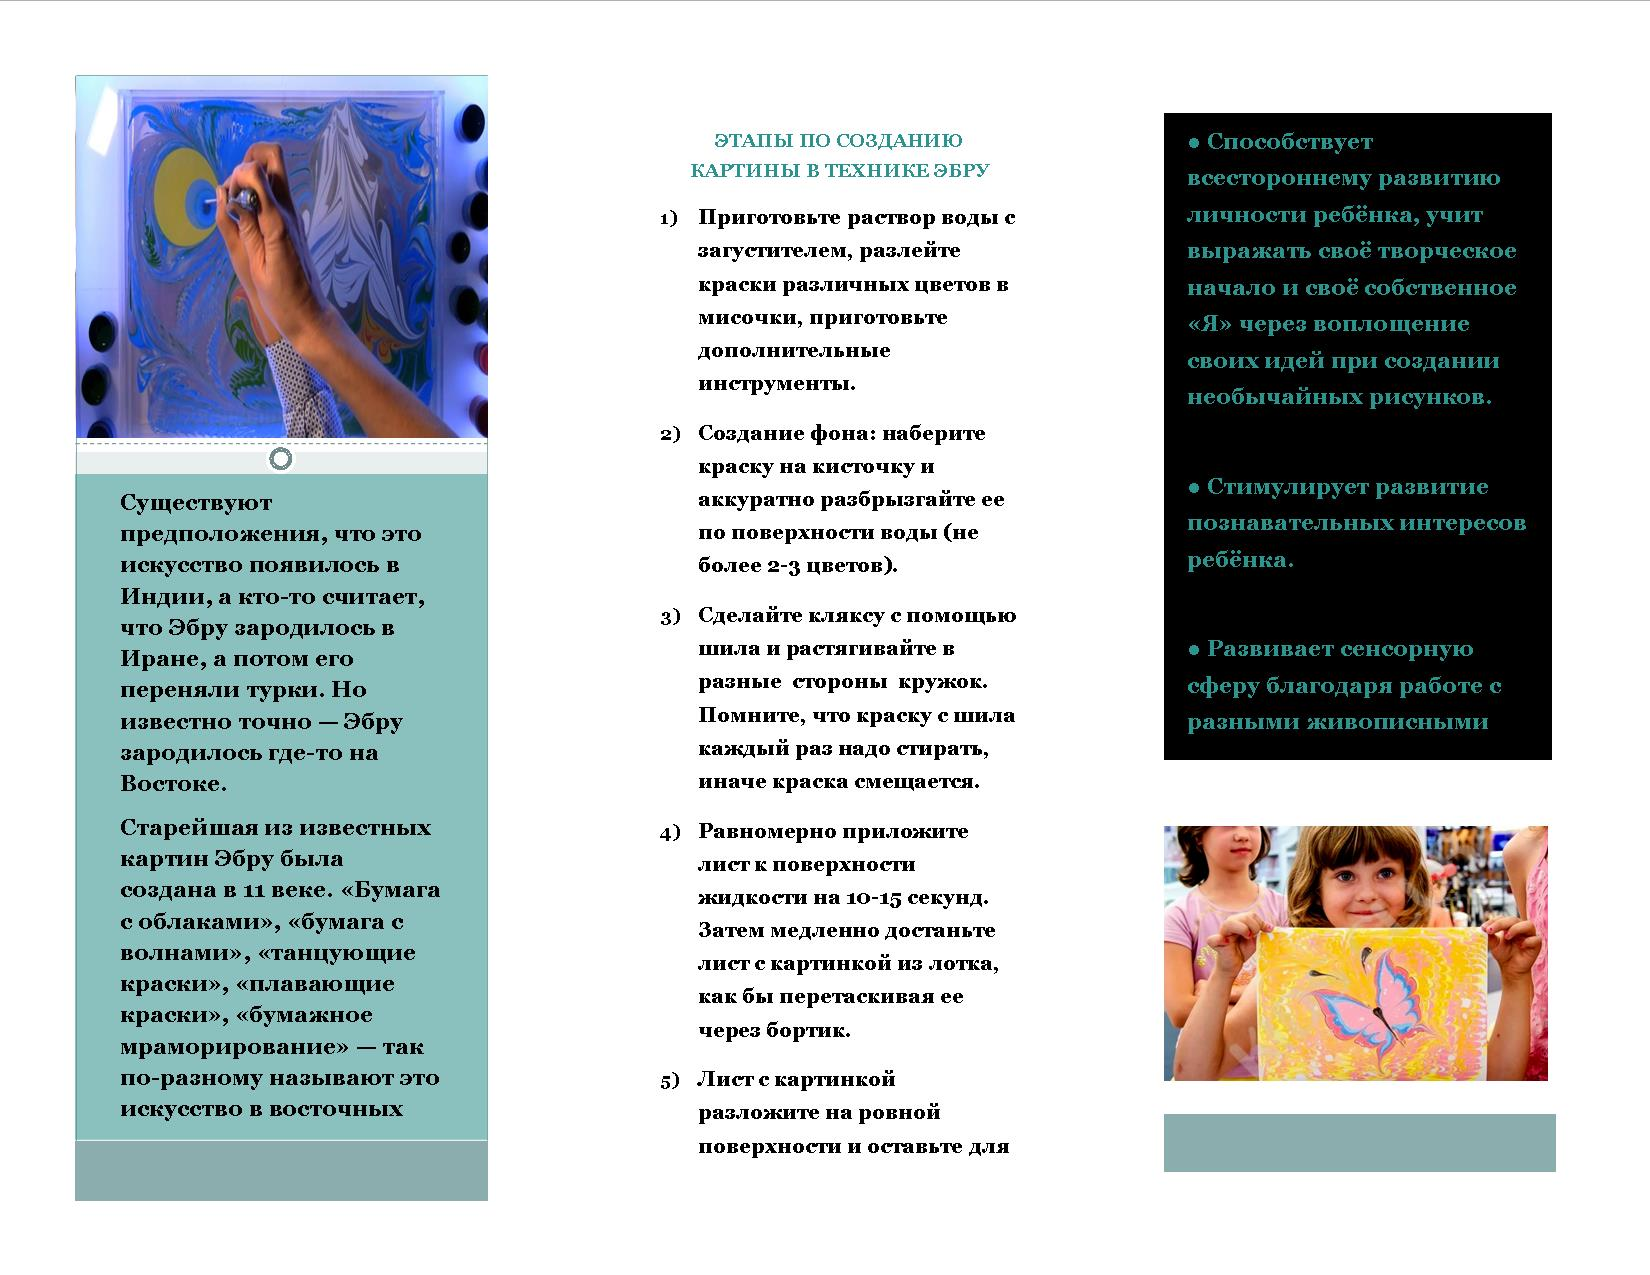 Существуют
предположения, что это
искусство появилось в
Индии, а кто-то считает,
что Эбру зародилось в
Иране, а потом его
переняли турки. Но
известно точно — Эбру
зародилось где-то на
Востоке.
Старейшая из известных
картин Эбру была
создана в 11 веке. «Бумага
с облаками», «бумага с
волнами», «танцующие
краски», «плавающие
краски», «бумажное
мраморирование» — так
по-разному называют это
искусство в восточных
ЭТАПЫ ПО СОЗДАНИЮ
КАРТИНЫ В ТЕХНИКЕ ЭБРУ
1) Приготовьте раствор воды с
загустителем, разлейте
краски различных цветов в
мисочки, приготовьте
дополнительные
инструменты.
2) Создание фона: наберите
краску на кисточку и
аккуратно разбрызгайте ее
по поверхности воды (не
более 2-3 цветов).
3) Сделайте кляксу с помощью
шила и растягивайте в
разные стороны кружок.
Помните, что краску с шила
каждый раз надо стирать,
иначе краска смещается.
4) Равномерно приложите
лист к поверхности
жидкости на 10-15 секунд.
Затем медленно достаньте
лист с картинкой из лотка,
как бы перетаскивая ее
через бортик.
5) Лист с картинкой
разложите на ровной
поверхности и оставьте для
● Способствует
всестороннему развитию
личности ребёнка, учит
выражать своё творческое
начало и своё собственное
«Я» через воплощение
своих идей при создании
необычайных рисунков.
● Стимулирует развитие
познавательных интересов
ребёнка.
● Развивает сенсорную
сферу благодаря работе с
разными живописными